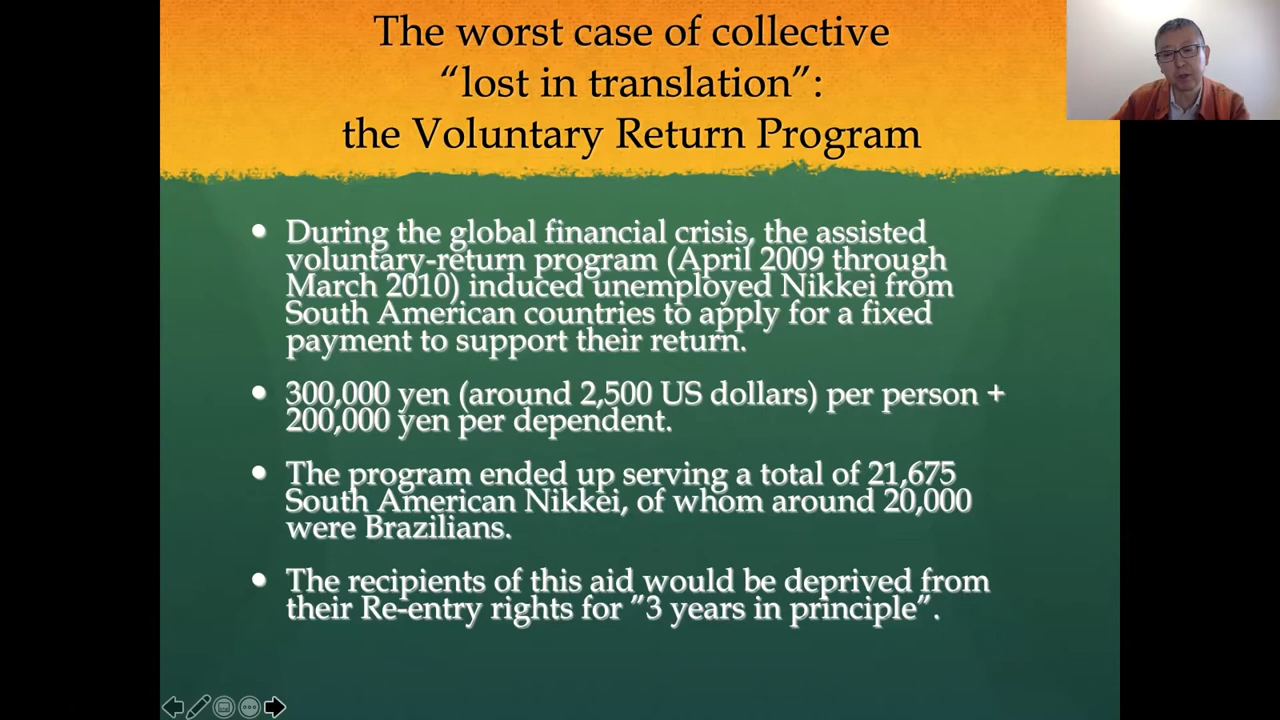 The worst case of collective
“lost in translation”:
the Voluntary Return Program
• During the global financial crisis, the assisted
voluntary-return program (April 2009 through
March 2010) induced unemployed Nikkei from
South American countries to apply for a fixed
payment to support their return.
• 300,000 yen (around 2,500 US dollars) per person +
200,000 yen per dependent.
• The program ended up serving a total of 21,675
South American Nikkei, of whom around 20,000
were Brazilians.
• The recipients of this aid would be deprived from
their Re-entry rights for ”3 years in principle”.